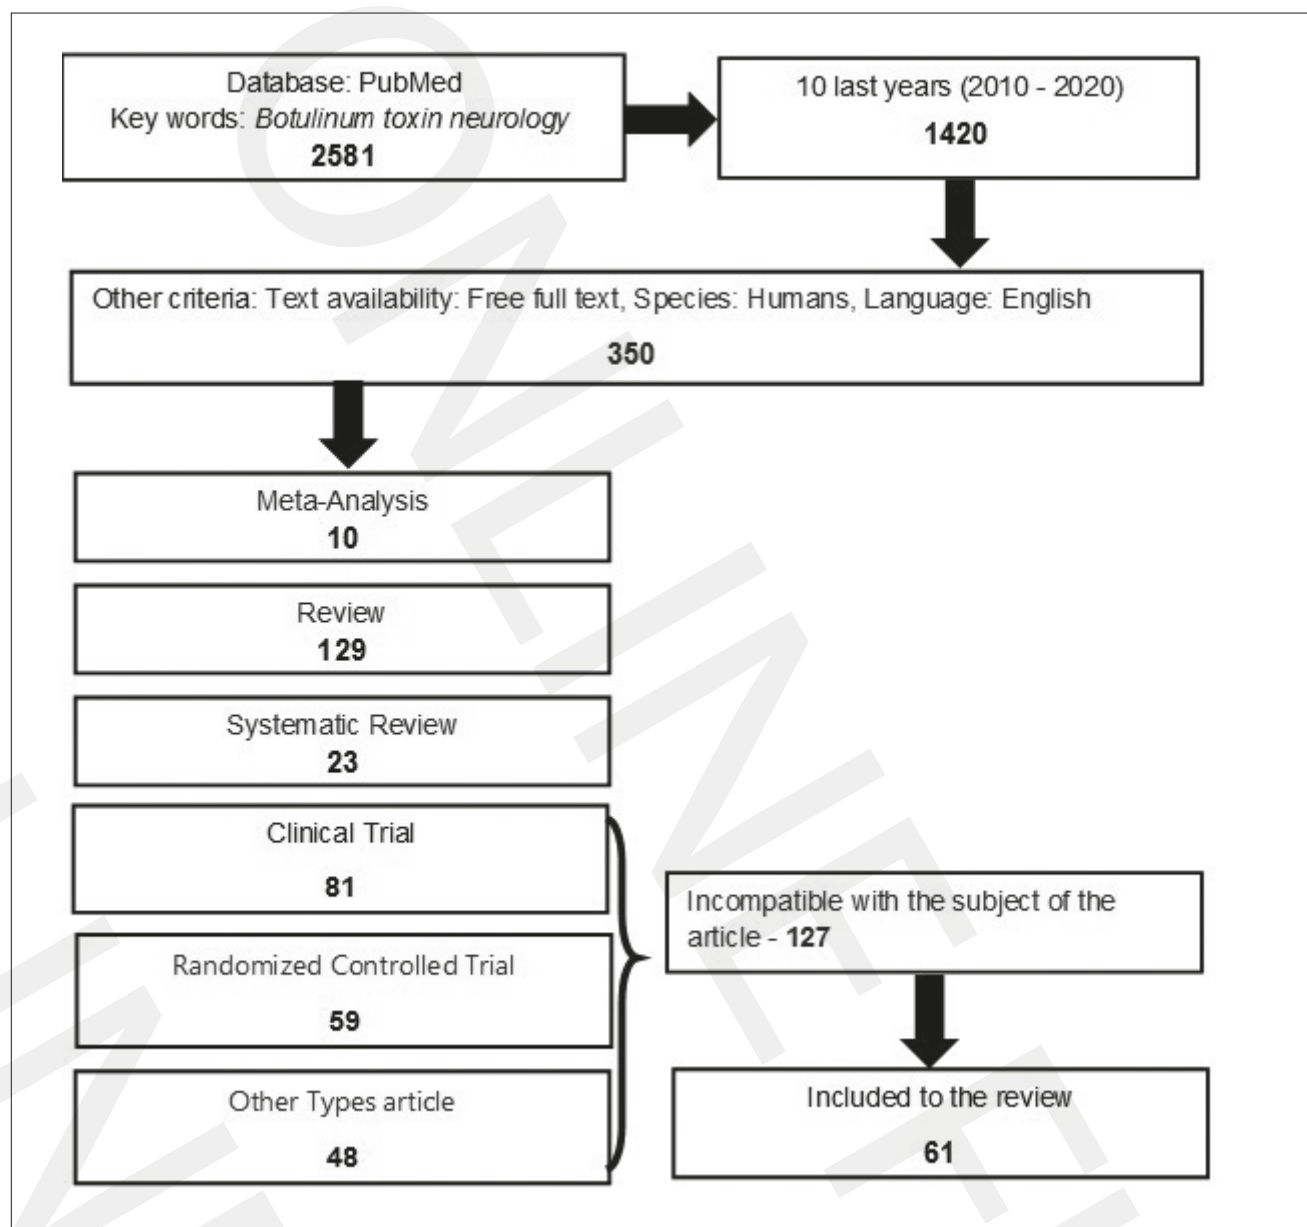 Database: PubMed
Key words: Botulinum toxin neurology
2581
10 last years (2010 - 2020)
1420
Other criteria: Text availability: Free full text, Species: Humans, Language: English
350
Meta-Analysis
10
Review
129
Systematic Review
23
Clinical Trial
81
Randomized Controlled Trial
59
Other Types article
48
Incompatible with the subject of the
article - 127
Included to the review
61
ONLINE FI